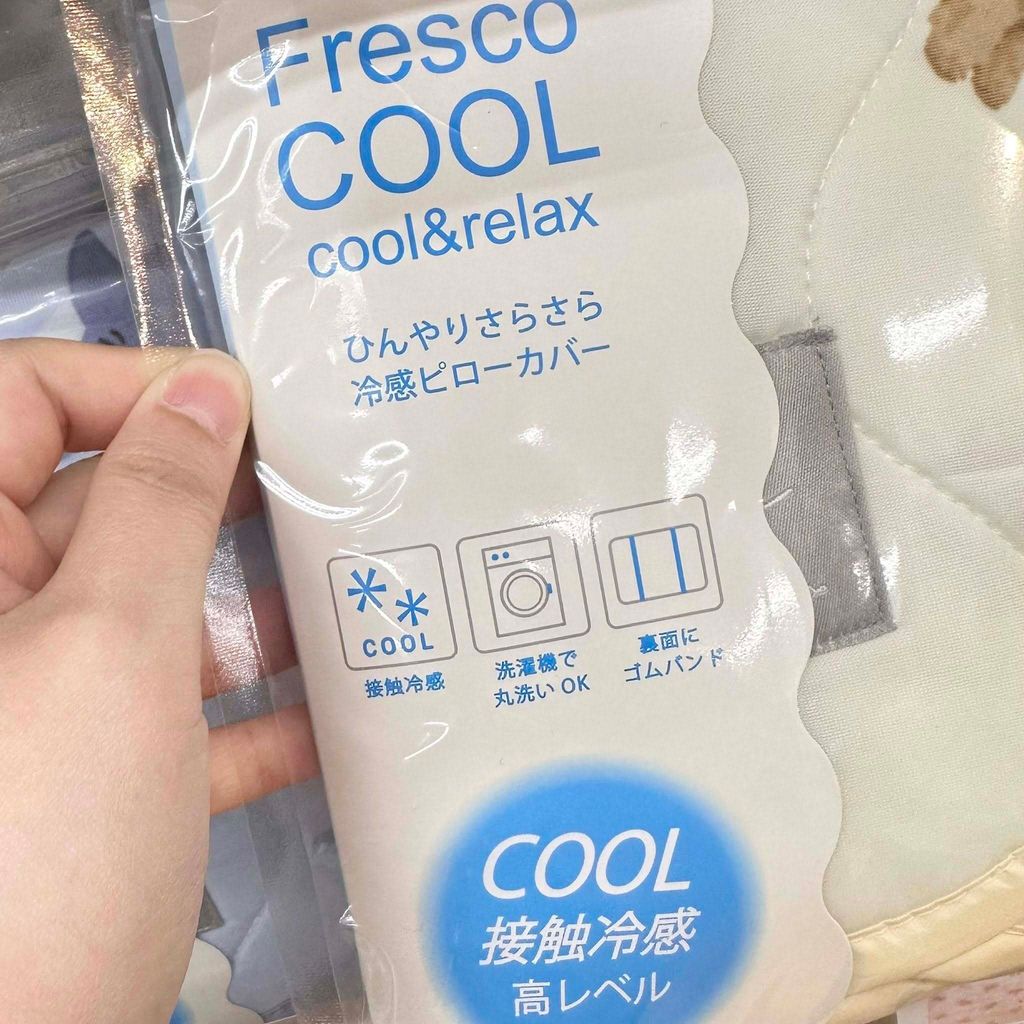 Fresco
COOL
cool&relax
ひんやりさらさら
冷感ピローカバー
COOL
接触冷感
洗濯機で
丸洗い OK
裏面に
ゴムバンド
COOL
接触冷感
高レベル